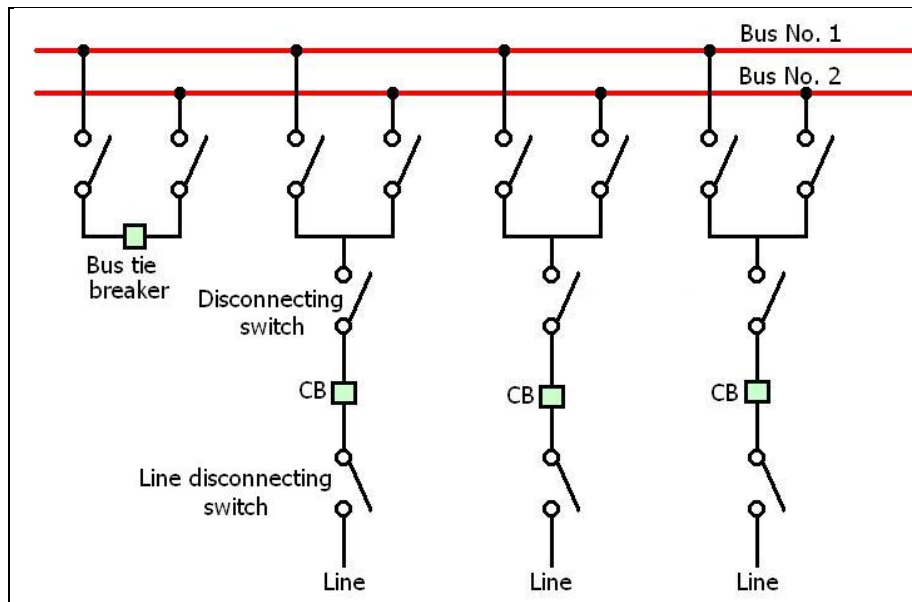 Bus No. 1
Bus No. 2
Bus tie
breaker
Disconnecting
switch
CB
CB
CB
Line disconnecting
switch
Line
Line
Line